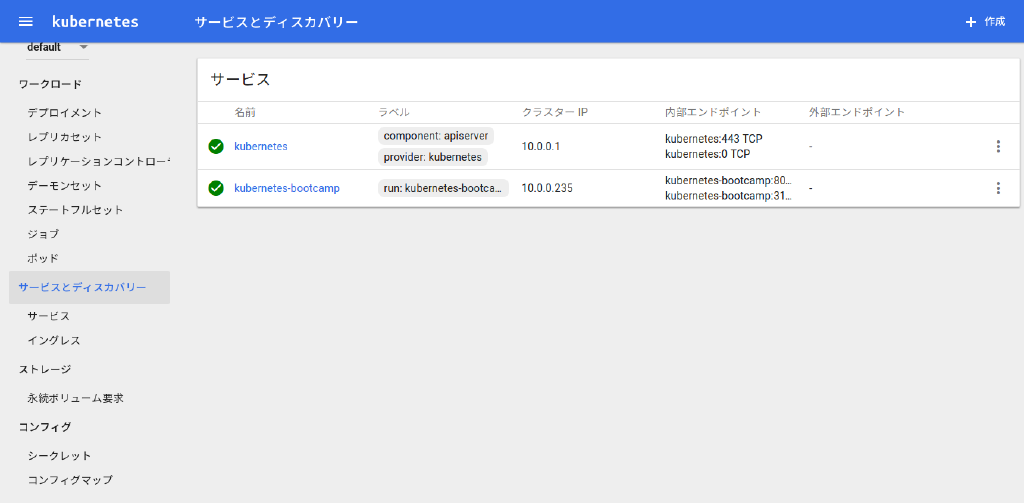 kubernetes
サービスとディスカバリー
作成
default
ワークロード
デプロイメント
レプリカセット
レプリケーションコントロー
デーモンセット
ステートフルセット
ジョブ
ポッド
サービスとディスカバリー
サービス
イングレス
ストレージ
永続ボリューム要求
コンフィグ
シークレット
コンフィグマップ
サービス
名前 ラベル クラスター IP 内部エンドポイント 外部エンドポイント
kubernetes
component: apiserver
provider: kubernetes
10.0.0.1
kubernetes:443 TCP
kubernetes:0 TCP
-
kubernetes-bootcamp
run: kubernetes-bootca...
10.0.0.235
kubernetes-bootcamp:80...
kubernetes-bootcamp:31...
-